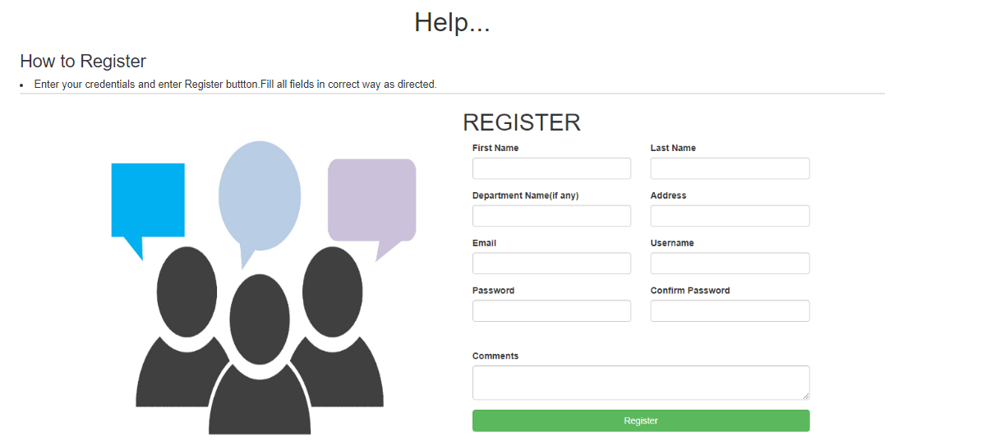 Help...
How to Register
• Enter your credentials and enter Register buttton.Fill all fields in correct way as directed.
REGISTER
First Name Last Name
Department Name(if any) Address
Email Username
Password Confirm Password
Comments
Register